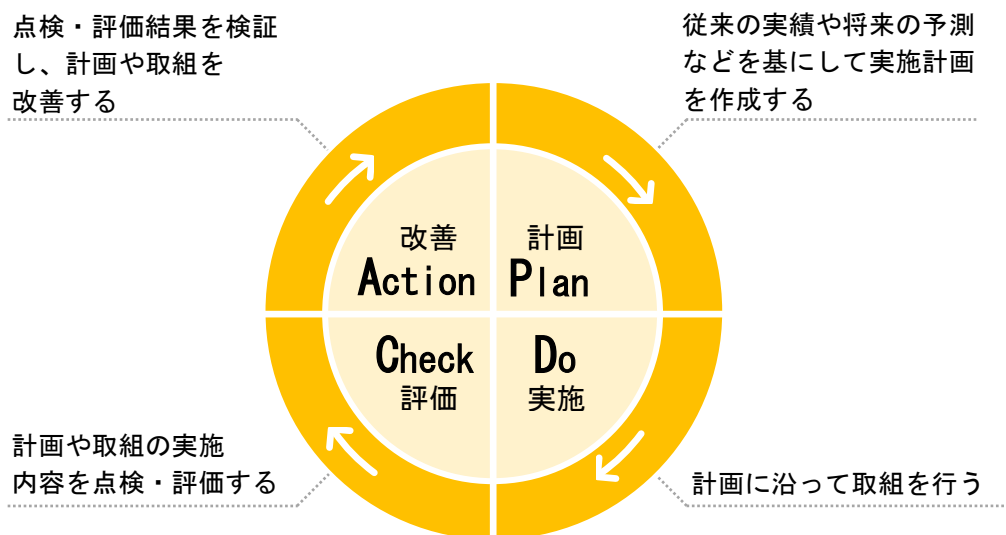 点検・評価結果を検証
し、計画や取組を
改善する
従来の実績や将来の予測
などを基にして実施計画
を作成する
改善
Action
計画
Plan
Check
評価
Do
実施
計画や取組の実施
内容を点検・評価する
計画に沿って取組を行う